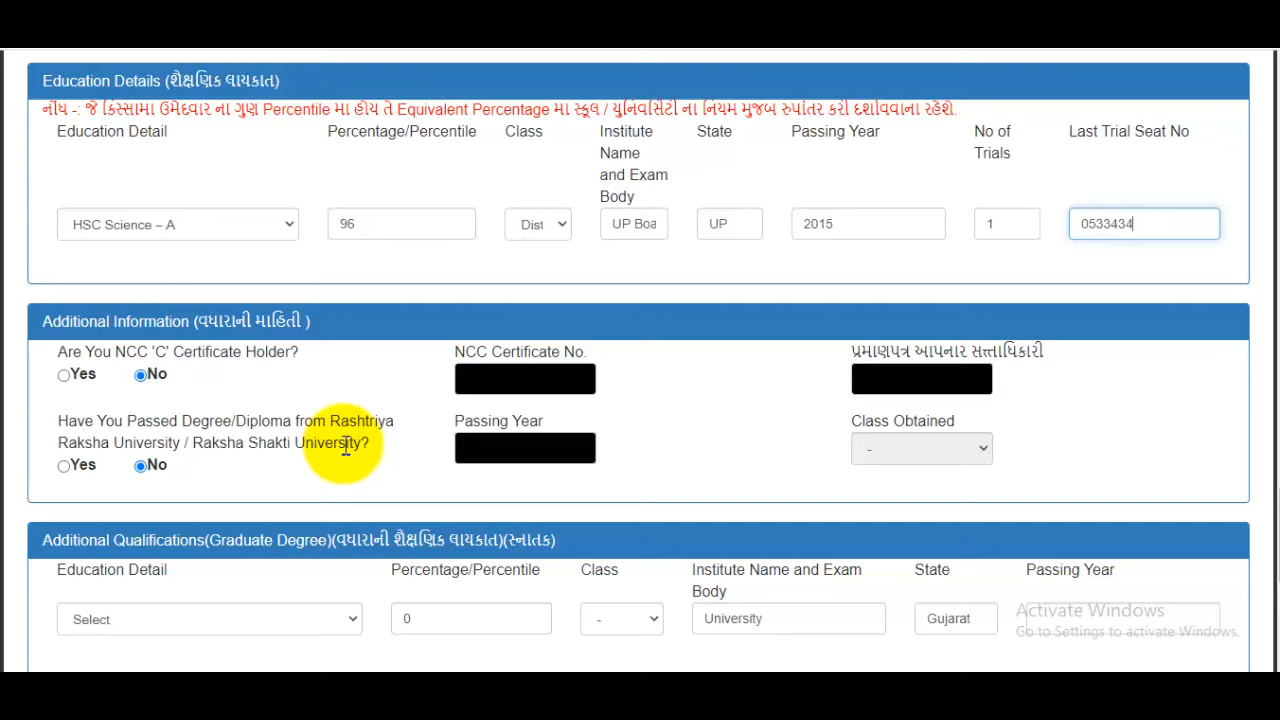 Education Details (શૈક્ષણિક લાયકાત)
નોંધ -: જે કિસ્સામા ઉમેદવાર ના ગુણ Percentile મા હોય તે Equivalent Percentage મા સ્કૂલ / યુનિવર્સિટી ના નિયમ મુજબ રુપાંતર કરી દર્શાવવાના રહેશે.
Education Detail Percentage/Percentile Class Institute Name and Exam Body State Passing Year No of Trials Last Trial Seat No
HSC Science – A 96 Dist UP Boa UP 2015 1 0533434
Additional Information (વધારાની માહિતી )
Are You NCC 'C' Certificate Holder? NCC Certificate No. પ્રમાણપત્ર આપનાર સત્તાધિકારી
Yes No
Have You Passed Degree/Diploma from Rashtriya Passing Year Class Obtained
Raksha University / Raksha Shakti University?
-
Yes No
Additional Qualifications(Graduate Degree)(વધારાની શૈક્ષણિક લાયકાત)(સ્નાતક)
Education Detail Percentage/Percentile Class Institute Name and Exam Body State Passing Year
Select 0 - University Gujarat
Activate Windows
Go to Settings to activate Windows.